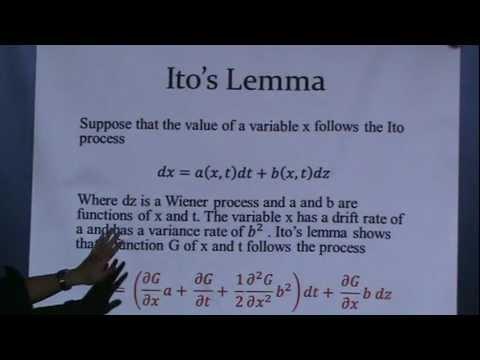 Ito's Lemma
Suppose that the value of a variable x follows the Ito
process
dx = a(x,t)dt + b(x,t)dz
Where dz is a Wiener process and a and b are
functions of x and t. The variable x has a drift rate of
a and has a variance rate of b². Ito's lemma shows
function G of x and t follows the process
= (∂G/∂x a + ∂G/∂t + 1/2 ∂²G/∂x² b²) dt + ∂G/∂x b dz